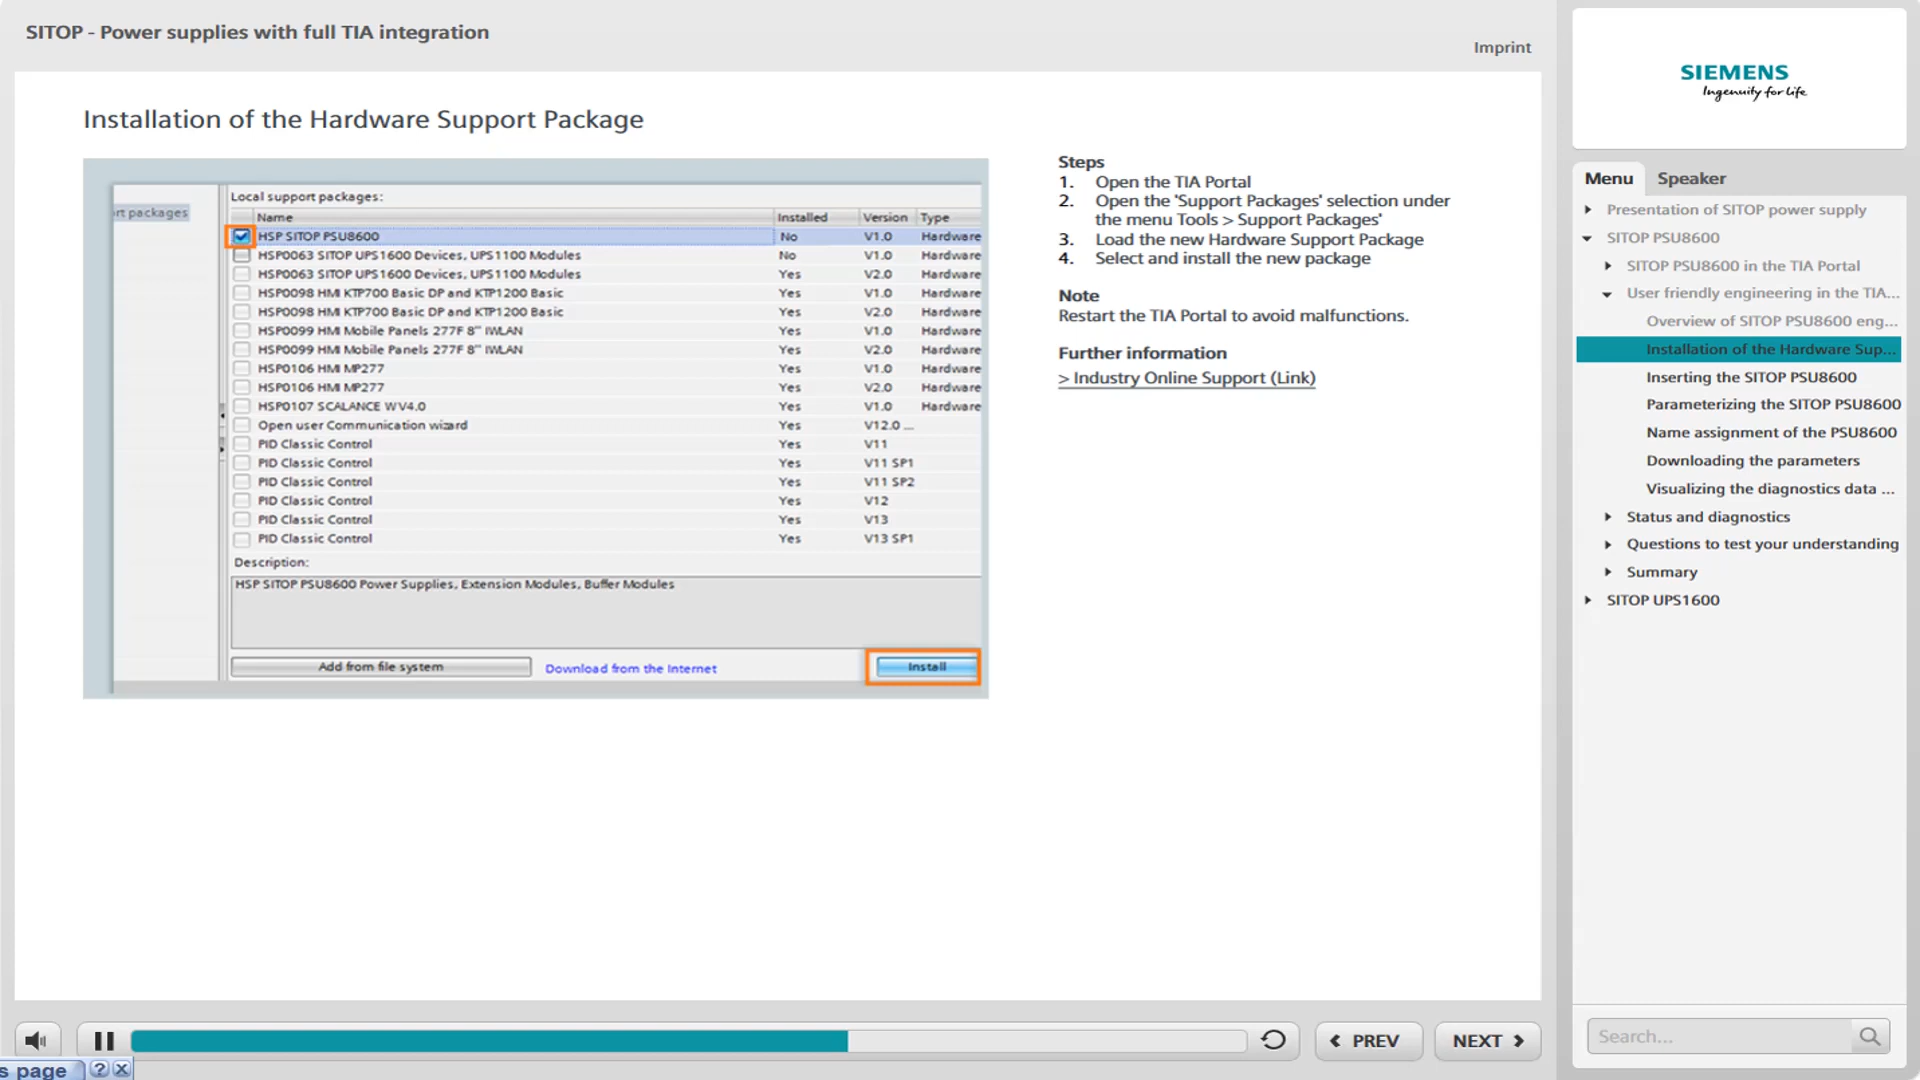 SITOP - Power supplies with full TIA integration
Imprint
Installation of the Hardware Support Package
Local support packages:
rt packages
Name Installed Version Type
HSP SITOP PSU8600 No V1.0 Hardware
HSP0063 SITOP UPS1600 Devices, UPS1100 Modules No V1.0 Hardware
HSP0063 SITOP UPS1600 Devices, UPS1100 Modules Yes V2.0 Hardware
HSP0098 HMI KTP700 Basic DP and KTP1200 Basic Yes V1.0 Hardware
HSP0098 HMI KTP700 Basic DP and KTP1200 Basic Yes V2.0 Hardware
HSP0099 HMI Mobile Panels 277F 8" IWLAN Yes V1.0 Hardware
HSP0099 HMI Mobile Panels 277F 8" IWLAN Yes V2.0 Hardware
HSP0106 HMI MP277 Yes V1.0 Hardware
HSP0106 HMI MP277 Yes V2.0 Hardware
HSP0107 SCALANCE W V4.0 Yes V1.0 Hardware
Open user Communication wizard Yes V12.0 ...
PID Classic Control Yes V11
PID Classic Control Yes V11 SP1
PID Classic Control Yes V11 SP2
PID Classic Control Yes V12
PID Classic Control Yes V13
PID Classic Control Yes V13 SP1
Description:
HSP SITOP PSU8600 Power Supplies, Extension Modules, Buffer Modules
Add from file system Download from the Internet Install
Steps
1. Open the TIA Portal
2. Open the 'Support Packages' selection under
the menu Tools > Support Packages'
3. Load the new Hardware Support Package
4. Select and install the new package
Note
Restart the TIA Portal to avoid malfunctions.
Further information
> Industry Online Support (Link)
SIEMENS
Ingenuity for life
Menu Speaker
Presentation of SITOP power supply
SITOP PSU8600
SITOP PSU8600 in the TIA Portal
User friendly engineering in the TIA...
Overview of SITOP PSU8600 eng...
Installation of the Hardware Sup...
Inserting the SITOP PSU8600
Parameterizing the SITOP PSU8600
Name assignment of the PSU8600
Downloading the parameters
Visualizing the diagnostics data ...
Status and diagnostics
Questions to test your understanding
Summary
SITOP UPS1600
Search...
PREV
NEXT
s page ?